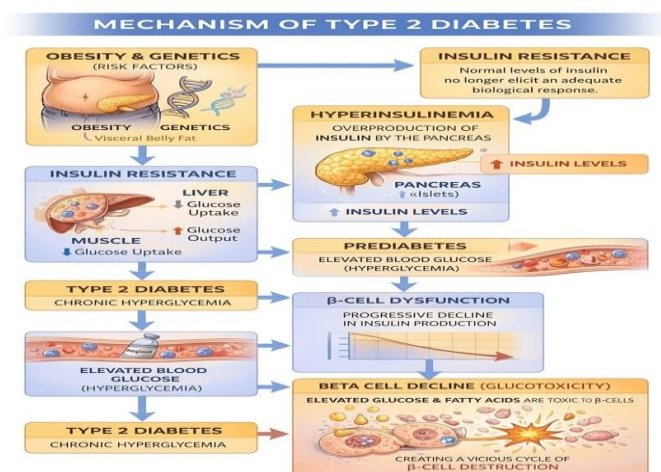 MECHANISM OF TYPE 2 DIABETES
OBESITY & GENETICS
(RISK FACTORS)
OBESITY GENETICS
Visceral Belly Fat
INSULIN RESISTANCE
Normal levels of insulin
no longer elicit an adequate
biological response.
HYPERINSULINEMIA
OVERPRODUCTION OF
INSULIN BY THE PANCREAS
INSULIN LEVELS
PANCREAS
«Islets)
INSULIN LEVELS
INSULIN RESISTANCE
LIVER
Glucose
Uptake
Glucose
Output
MUSCLE
Glucose Uptake
PREDIABETES
ELEVATED BLOOD GLUCOSE
(HYPERGLYCEMIA)
TYPE 2 DIABETES
CHRONIC HYPERGLYCEMIA
β-CELL DYSFUNCTION
PROGRESSIVE DECLINE
IN INSULIN PRODUCTION
ELEVATED BLOOD
GLUCOSE
(HYPERGLYCEMIA)
BETA CELL DECLINE (GLUCOTOXICITY)
ELEVATED GLUCOSE & FATTY ACIDS ARE TOXIC TO β-CELLS
CREATING A VICIOUS CYCLE OF
β-CELL DESTRUCTION
TYPE 2 DIABETES
CHRONIC HYPERGLYCEMIA